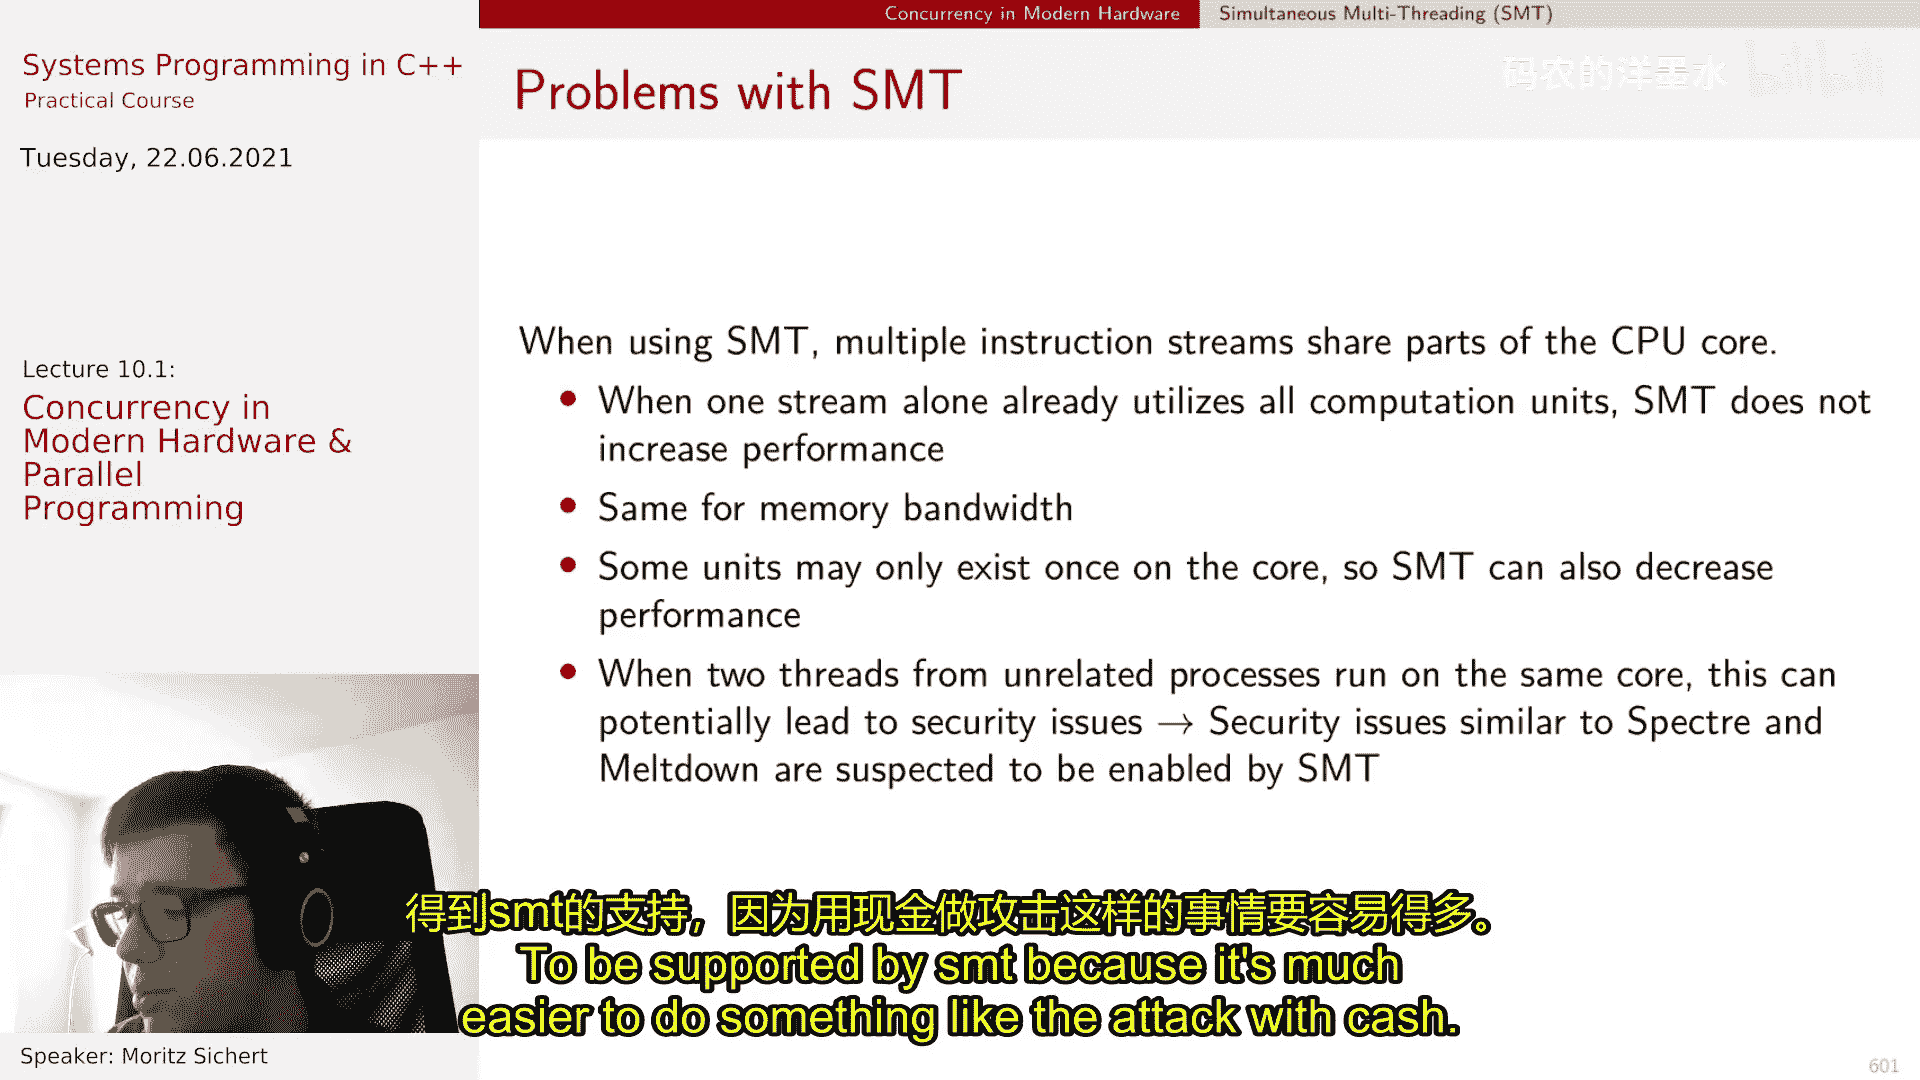 Concurrency in Modern Hardware
Simultaneous Multi-Threading (SMT)
Systems Programming in C++
Practical Course
Tuesday, 22.06.2021
Problems with SMT
码农的洋墨水
bilibili
Lecture 10.1:
Concurrency in
Modern Hardware &
Parallel
Programming
When using SMT, multiple instruction streams share parts of the CPU core.
• When one stream alone already utilizes all computation units, SMT does not
increase performance
• Same for memory bandwidth
• Some units may only exist once on the core, so SMT can also decrease
performance
• When two threads from unrelated processes run on the same core, this can
potentially lead to security issues → Security issues similar to Spectre and
Meltdown are suspected to be enabled by SMT
得到smt的支持，因为用现金做攻击这样的事情要容易得多。
To be supported by smt because it's much
easier to do something like the attack with cash.
Speaker: Moritz Sichert
601